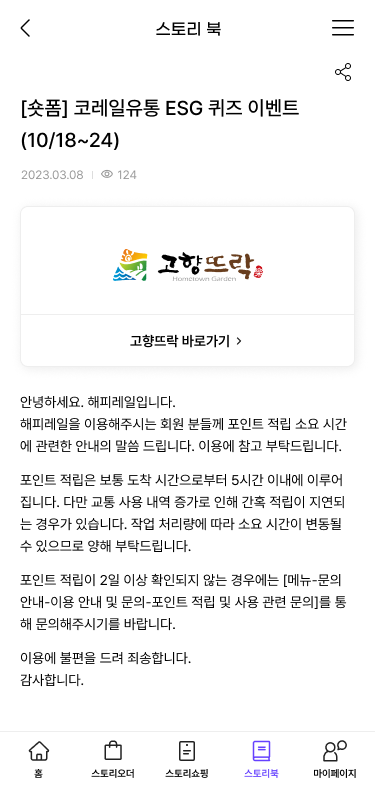 스토리 북
[숏폼] 코레일유통 ESG 퀴즈 이벤트
(10/18~24)
2023.03.08 124
고향뜨락
Hometown Garden
고향뜨락 바로가기
안녕하세요. 해피레일입니다.
해피레일을 이용해주시는 회원 분들께 포인트 적립 소요 시간
에 관련한 안내의 말씀 드립니다. 이용에 참고 부탁드립니다.
포인트 적립은 보통 도착 시간으로부터 5시간 이내에 이루어
집니다. 다만 교통 사용 내역 증가로 인해 간혹 적립이 지연되
는 경우가 있습니다. 작업 처리량에 따라 소요 시간이 변동될
수 있으므로 양해 부탁드립니다.
포인트 적립이 2일 이상 확인되지 않는 경우에는 [메뉴-문의
안내-이용 안내 및 문의-포인트 적립 및 사용 관련 문의]를 통
해 문의해주시기를 바랍니다.
이용에 불편을 드려 죄송합니다.
감사합니다.
홈 스토리오더 스토리쇼핑 스토리북 마이페이지